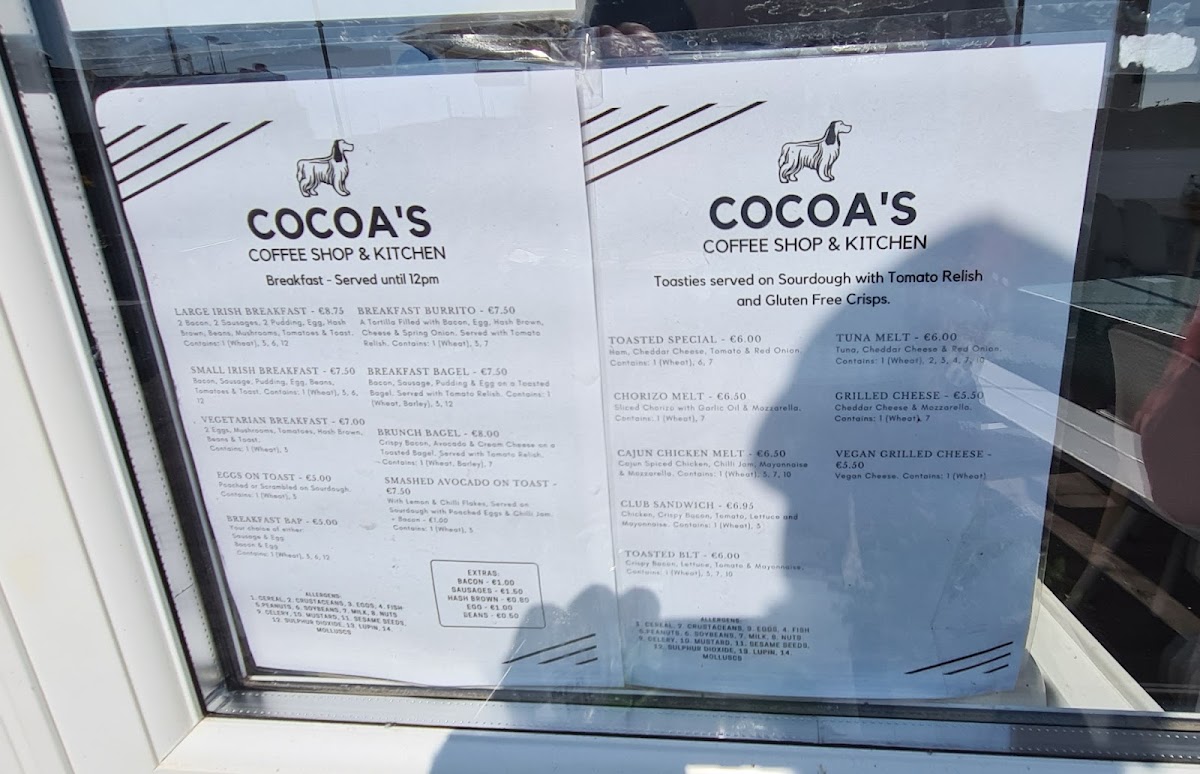 COCOA'S
COFFEE SHOP & KITCHEN
Breakfast - Served until 12pm
LARGE IRISH BREAKFAST - €8.75
2 Bacon, 2 Sausages, 2 Pudding, Egg, Hash
Brown, Beans, Mushrooms, Tomatoes & Toast.
Contains: 1 (Wheat), 5, 6, 12
SMALL IRISH BREAKFAST - €7.50
Bacon, Sausage, Pudding, Egg, Beans,
Tomatoes & Toast. Contains: 1 (Wheat), 5, 6,
12
VEGETARIAN BREAKFAST - €7.00
2 Eggs, Mushrooms, Tomatoes, Hash Brown,
Beans & Toast.
Contains: 1 (Wheat), 5
EGGS ON TOAST - €5.00
Poached or Scrambled on Sourdough.
Contains: 1 (Wheat), 5
BREAKFAST BAP - €5.00
Your choice of either:
Sausage & Egg
Bacon & Egg
Contains: 1 (Wheat), 5, 6, 12
BREAKFAST BURRITO - €7.50
A Tortilla Filled with Bacon, Egg, Hash Brown,
Cheese & Spring Onion. Served with Tomato
Relish. Contains: 1 (Wheat), 5, 7
BREAKFAST BAGEL - €7.50
Bacon, Sausage, Pudding & Egg on a Toasted
Bagel. Served with Tomato Relish. Contains: 1
(Wheat, Barley), 5, 12
BRUNCH BAGEL - €8.00
Crispy Bacon, Avocado & Cream Cheese on a
Toasted Bagel. Served with Tomato Relish.
Contains: 1 (Wheat, Barley), 7
SMASHED AVOCADO ON TOAST -
€7.50
With Lemon & Chilli Flakes, Served on
Sourdough with Poached Eggs & Chilli Jam.
+ Bacon - €1.00
Contains: 1 (Wheat), 5
EXTRAS:
BACON - €1.00
SAUSAGES - €1.50
HASH BROWN - €0.80
EGG - €1.00
BEANS - €0.50
ALLERGENS:
1. CEREAL, 2. CRUSTACEANS, 3. EGGS, 4. FISH
5.PEANUTS, 6. SOYBEANS, 7. MILK, 8. NUTS
9. CELERY, 10. MUSTARD, 11. SESAME SEEDS,
12. SULPHUR DIOXIDE, 13. LUPIN, 14.
MOLLUSCS
COCOA'S
COFFEE SHOP & KITCHEN
Toasties served on Sourdough with Tomato Relish
and Gluten Free Crisps.
TOASTED SPECIAL - €6.00
Ham, Cheddar Cheese, Tomato & Red Onion.
Contains: 1 (Wheat), 6, 7
CHORIZO MELT - €6.50
Sliced Chorizo with Garlic Oil & Mozzarella.
Contains: 1 (Wheat), 7
CAJUN CHICKEN MELT - €6.50
Cajun Spiced Chicken, Chilli Jam, Mayonnaise
& Mozzarella. Contains: 1 (Wheat), 5, 7, 10
CLUB SANDWICH - €6.95
Chicken, Crispy Bacon, Tomato, Lettuce and
Mayonnaise. Contains: 1 (Wheat), 5
TOASTED BLT - €6.00
Crispy Bacon, Lettuce, Tomato & Mayonnaise.
Contains: 1 (Wheat), 5, 7, 10
TUNA MELT - €6.00
Tuna, Cheddar Cheese & Red Onion.
Contains: 1 (Wheat), 2, 3, 4, 7, 10
GRILLED CHEESE - €5.50
Cheddar Cheese & Mozzarella.
Contains: 1 (Wheat), 7
VEGAN GRILLED CHEESE -
€5.50
Vegan Cheese. Contains: 1 (Wheat)
ALLERGENS:
1. CEREAL, 2. CRUSTACEANS, 3. EGGS, 4. FISH
5.PEANUTS, 6. SOYBEANS, 7. MILK, 8. NUTS
9. CELERY, 10. MUSTARD, 11. SESAME SEEDS,
12. SULPHUR DIOXIDE, 13. LUPIN, 14.
MOLLUSCS